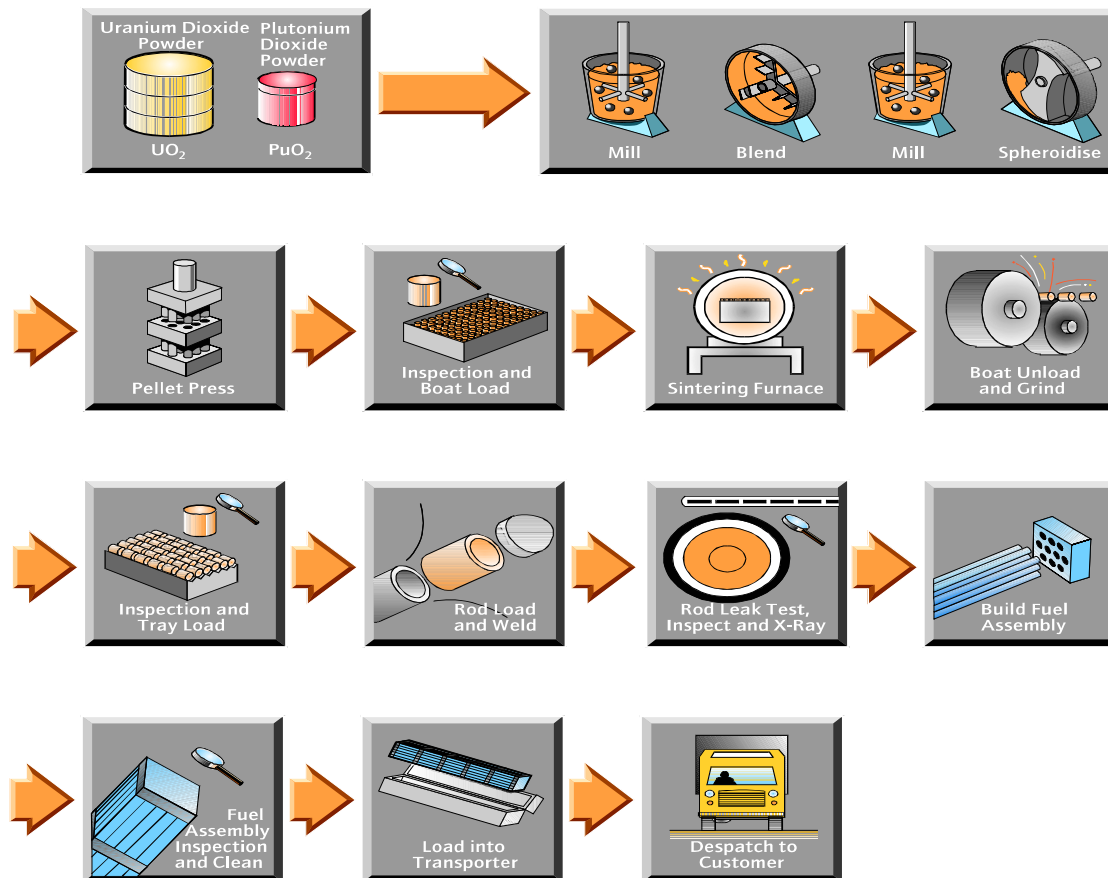 Uranium Dioxide
Powder
Plutonium
Dioxide
Powder
UO₂
PuO₂
Mill
Blend
Mill
Spheroidise
Pellet Press
Inspection and
Boat Load
Sintering Furnace
Boat Unload
and Grind
Inspection and
Tray Load
Rod Load
and Weld
Rod Leak Test,
Inspect and X-Ray
Build Fuel
Assembly
Fuel
Assembly
Inspection
and Clean
Load into
Transporter
Despatch to
Customer